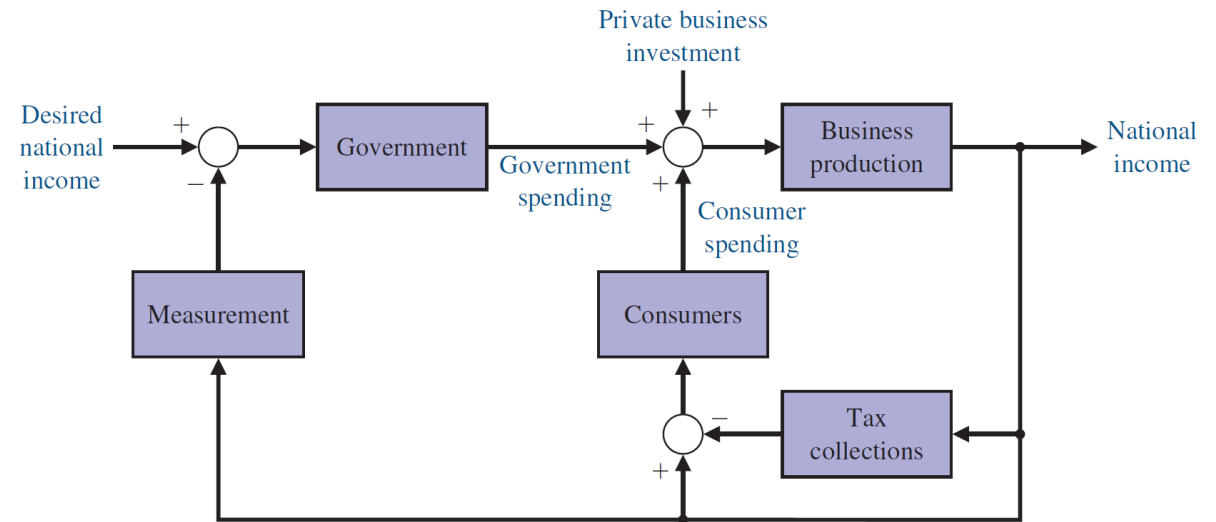 Private business
investment
Desired
national
income
+
−
Government
Government
spending
+
+
+
Business
production
National
income
Consumer
spending
Measurement
Consumers
−
+
Tax
collections